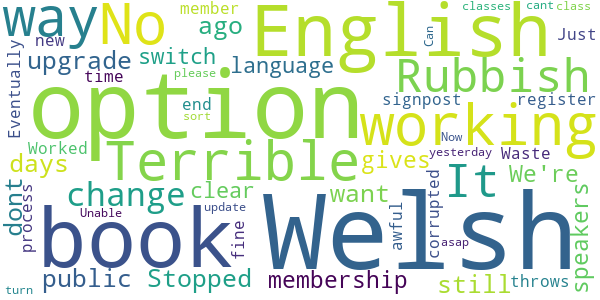 way No ago member English classes cant class
new upgrade switch language Can Just
Eventually time please Rubbish
option end sort signpost register
Worked Now working
days Terrible gives yesterday Waste
dont change clear want It We're
process Unable book update fine awful Welsh corrupted asap speakers
public Stopped membership still throws
turn